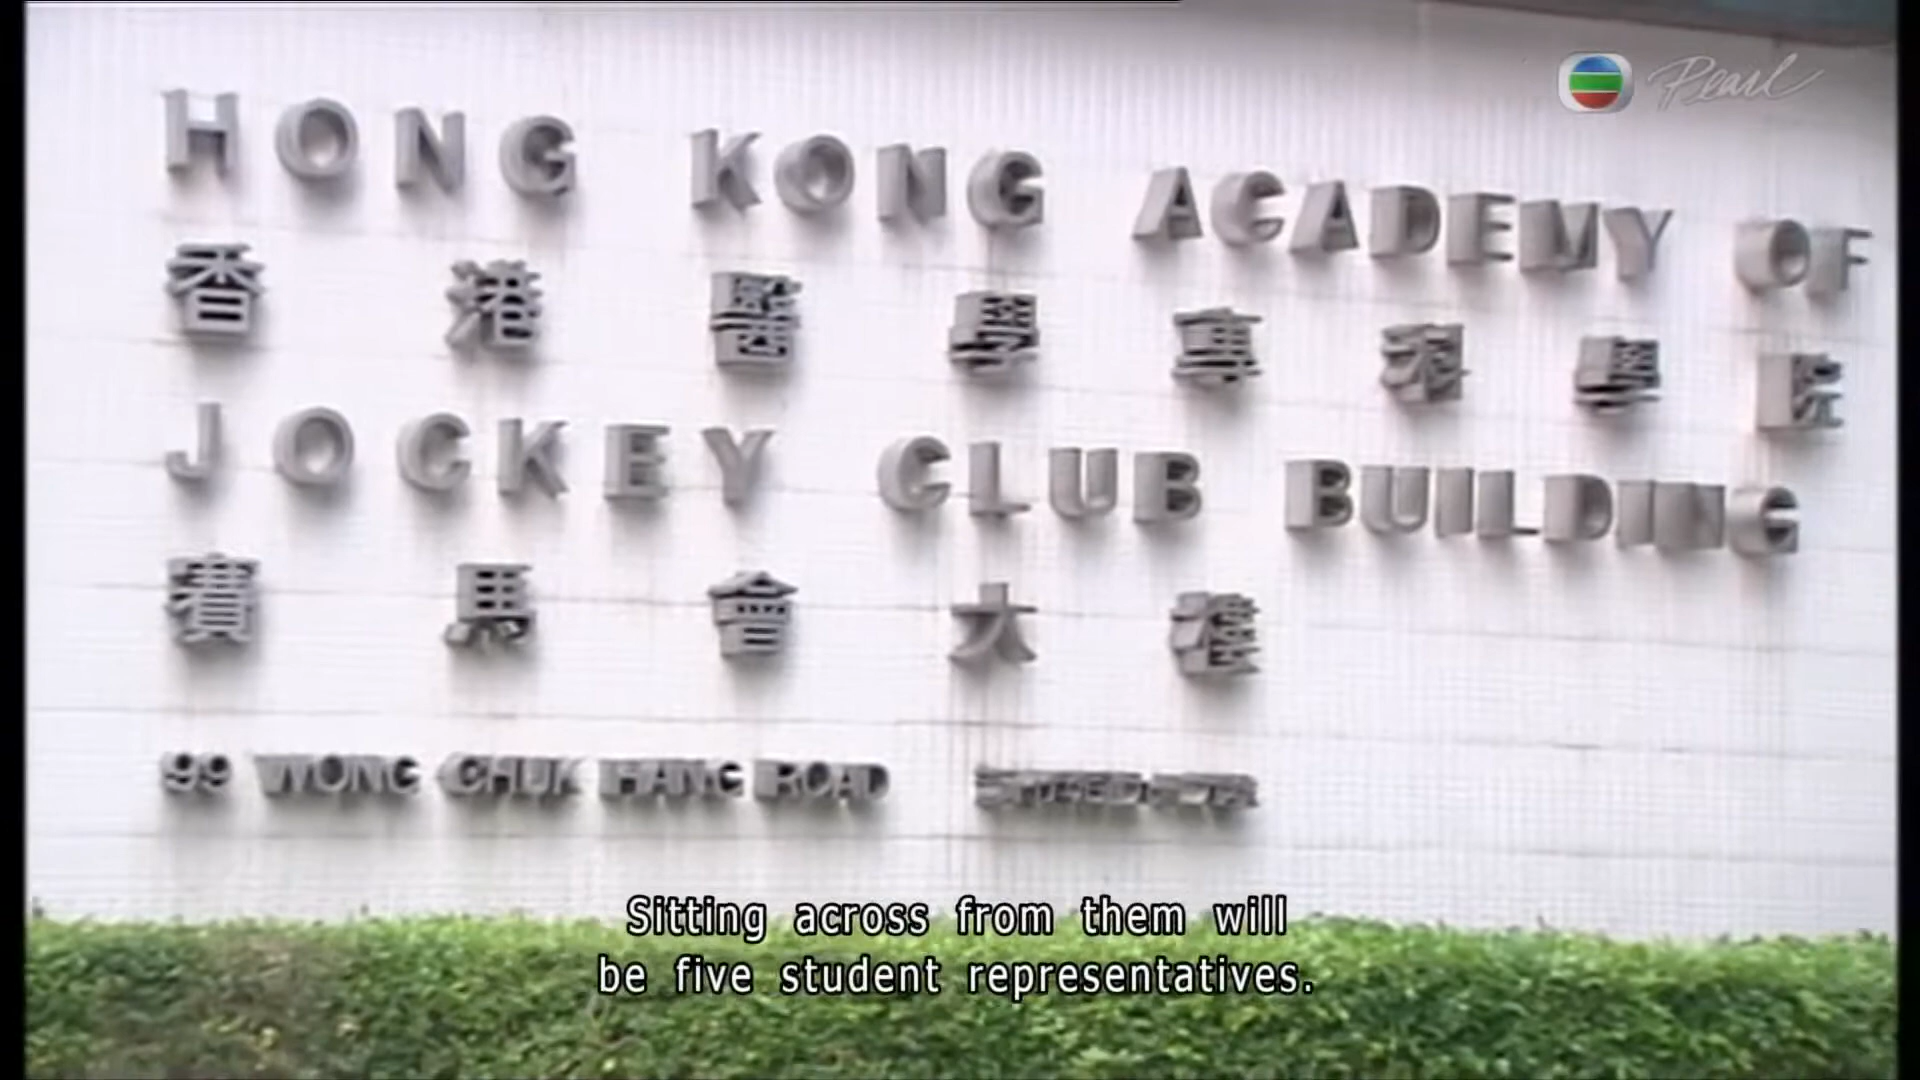 Pearl
HONG KONG ACADEMY OF
香港醫學專科學院
JOCKEY CLUB BUILDING
賽馬會大樓
99 WONG CHUK HANG ROAD
Sitting across from them will
be five student representatives.